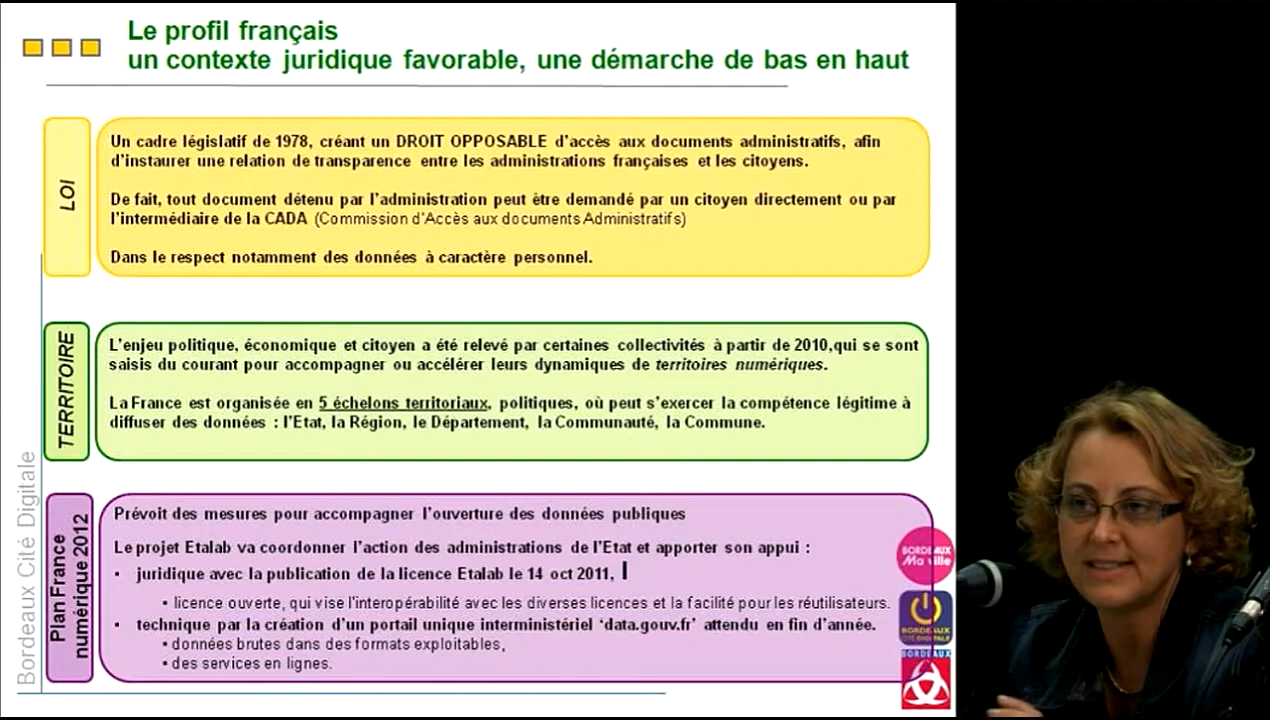 Le profil français
un contexte juridique favorable, une démarche de bas en haut
LOI
Un cadre législatif de 1978, créant un DROIT OPPOSABLE d'accès aux documents administratifs, afin
d'instaurer une relation de transparence entre les administrations françaises et les citoyens.
De fait, tout document détenu par l'administration peut être demandé par un citoyen directement ou par
l'intermédiaire de la CADA (Commission d'Accès aux documents Administratifs)
Dans le respect notamment des données à caractère personnel.
TERRITOIRE
L'enjeu politique, économique et citoyen a été relevé par certaines collectivités à partir de 2010,qui se sont
saisis du courant pour accompagner ou accélérer leurs dynamiques de territoires numériques.
La France est organisée en 5 échelons territoriaux, politiques, où peut s'exercer la compétence légitime à
diffuser des données : l'Etat, la Région, le Département, la Communauté, la Commune.
Plan France
numérique 2012
Prévoit des mesures pour accompagner l'ouverture des données publiques
Le projet Etalab va coordonner l'action des administrations de l'Etat et apporter son appui :
• juridique avec la publication de la licence Etalab le 14 oct 2011,
• licence ouverte, qui vise l'interopérabilité avec les diverses licences et la facilité pour les réutilisateurs.
• technique par la création d'un portail unique interministériel 'data.gouv.fr' attendu en fin d'année.
• données brutes dans des formats exploitables,
• des services en lignes.
Bordeaux Cité Digitale
BORDEAUX
Ma ville
BORDEAUX
CITÉ DIGITALE
BORDEAUX